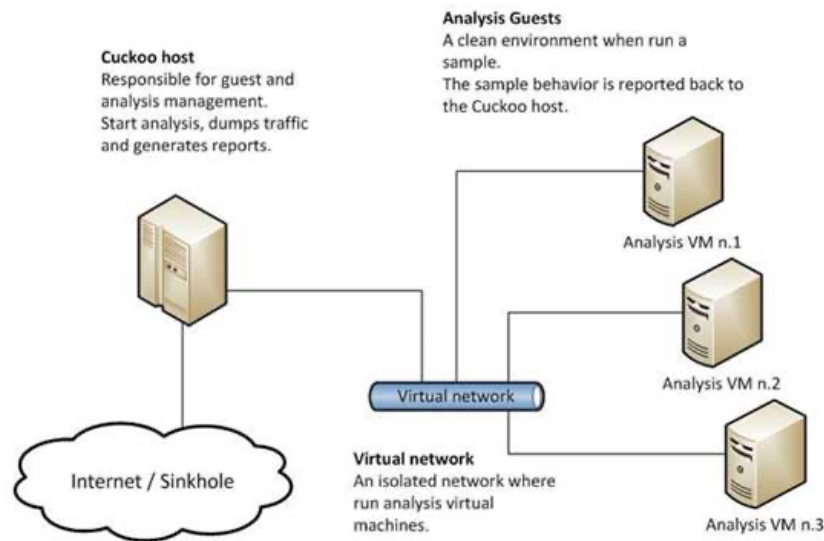 Cuckoo host
Responsible for guest and
analysis management.
Start analysis, dumps traffic
and generates reports.
Analysis Guests
A clean environment when run a
sample.
The sample behavior is reported back to
the Cuckoo host.
Analysis VM n.1
Analysis VM n.2
Virtual network
Internet / Sinkhole
Virtual network
An isolated network where
run analysis virtual
machines.
Analysis VM n.3